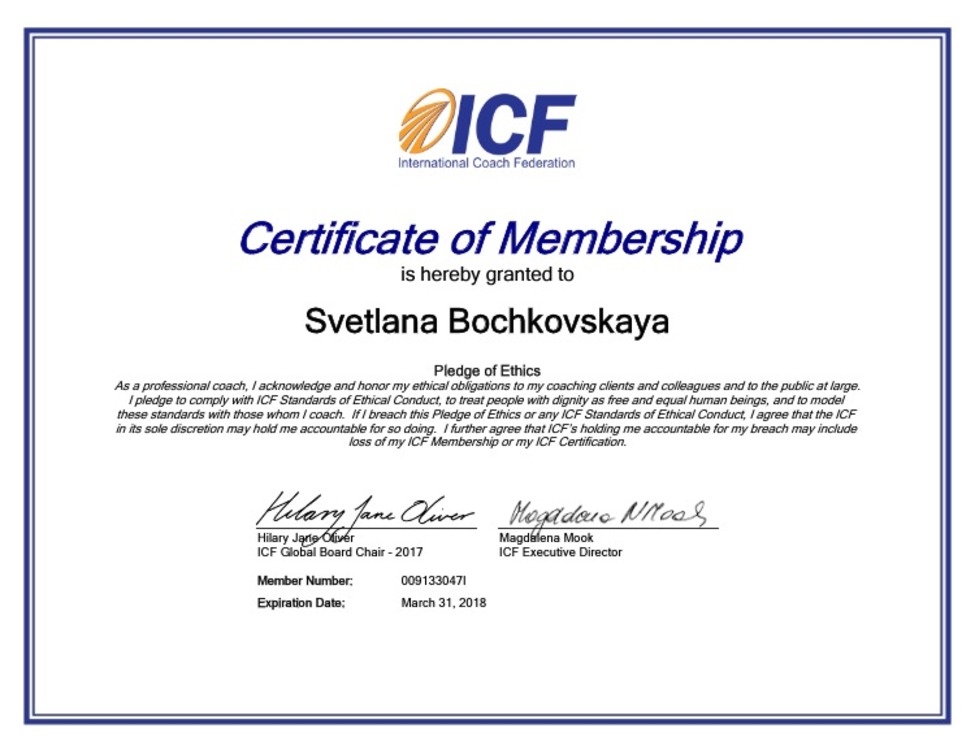 ICF
International Coach Federation
Certificate of Membership
is hereby granted to
Svetlana Bochkovskaya
Pledge of Ethics
As a professional coach, I acknowledge and honor my ethical obligations to my coaching clients and colleagues and to the public at large.
I pledge to comply with ICF Standards of Ethical Conduct, to treat people with dignity as free and equal human beings, and to model
these standards with those whom I coach. If I breach this Pledge of Ethics or any ICF Standards of Ethical Conduct, I agree that the ICF
in its sole discretion may hold me accountable for so doing. I further agree that ICF's holding me accountable for my breach may include
loss of my ICF Membership or my ICF Certification.
Hilary Jane Oliver Magdalena N Mook
Hilary Jane Oliver Magdalena Mook
ICF Global Board Chair - 2017 ICF Executive Director
Member Number: 009133047I
Expiration Date: March 31, 2018